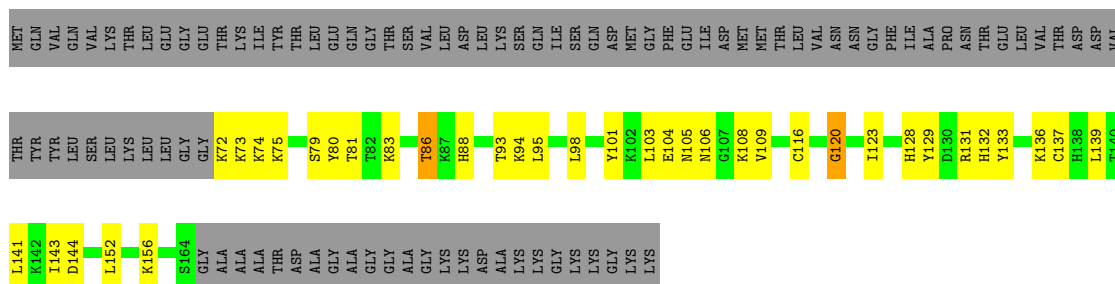 MET GLN VAL GLN VAL LYS THR LEU GLU GLY GLU THR LYS ILE TYR THR LEU GLU GLN GLY THR SER VAL LEU ASP LEU LYS SER GLN ILE SER GLN ASP MET GLY PHE GLU ILE ASP MET MET THR LEU VAL ASN ASN GLY PHE ILE ALA PRO ASN THR GLU LEU VAL THR ASP ASP VAL
THR TYR TYR LEU SER LEU LYS LEU LEU GLY GLY K72 K73 K74 K75 S79 Y80 T81 T82 K83 T86 K87 H88 T93 K94 L95 L98 Y101 K102 L103 E104 N105 N106 G107 K108 V109 C116 G120 I123 H128 Y129 D130 R131 H132 Y133 K136 C137 H138 L139 T140
L141 K142 I143 D144 L152 K156 S164 GLY ALA ALA ALA THR ASP ALA GLY ALA GLY GLY ALA GLY LYS LYS ASP ALA LYS LYS GLY LYS LYS GLY LYS LYS